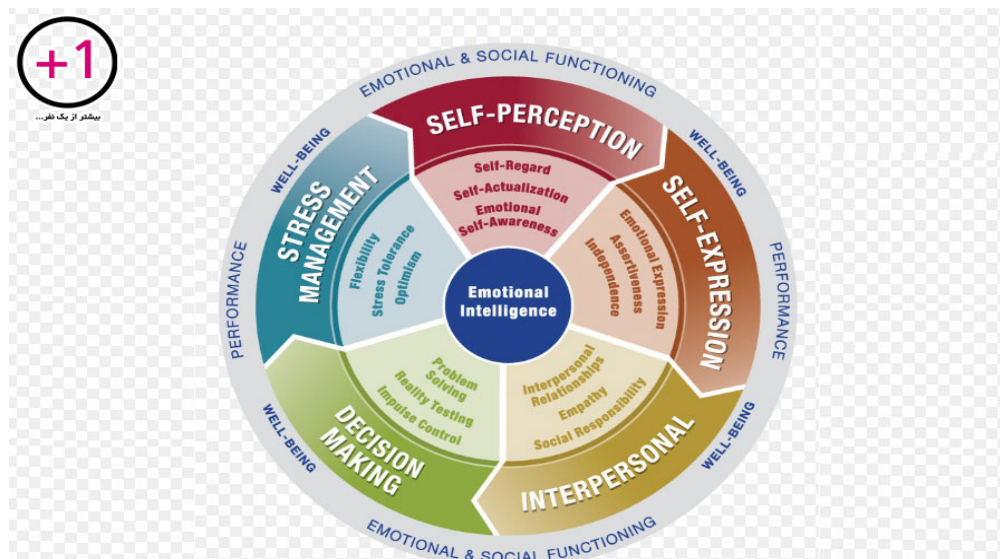 +1
بیشتر از یک نفر...
EMOTIONAL & SOCIAL FUNCTIONING
WELL-BEING
WELL-BEING
PERFORMANCE
PERFORMANCE
SELF-PERCEPTION
Self-Regard
Self-Actualization
Emotional
Self-Awareness
SELF-EXPRESSION
Emotional Expression
Assertiveness
Independence
INTERPERSONAL
Interpersonal
Relationships
Empathy
Social Responsibility
DECISION
MAKING
Problem
Solving
Reality Testing
Impulse Control
STRESS
MANAGEMENT
Flexibility
Stress Tolerance
Optimism
Emotional
Intelligence
WELL-BEING
WELL-BEING
EMOTIONAL & SOCIAL FUNCTIONING